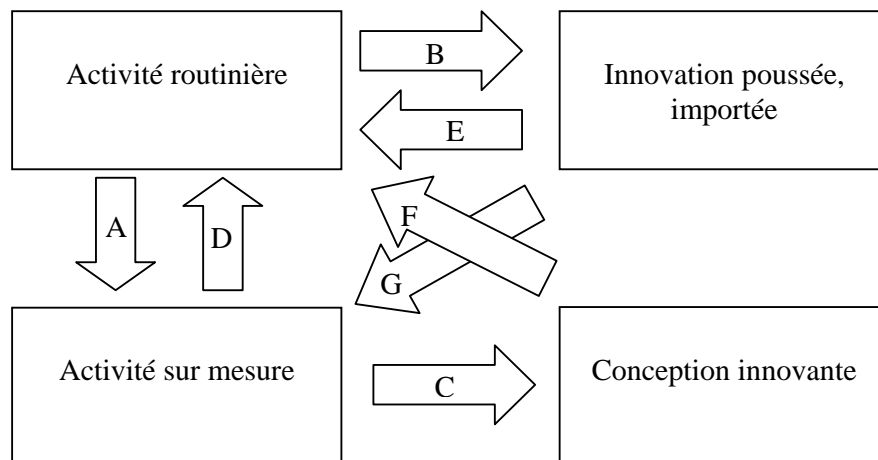 Activité routinière
B
Innovation poussée,
importée
E
A
D
F
G
Activité sur mesure
C
Conception innovante